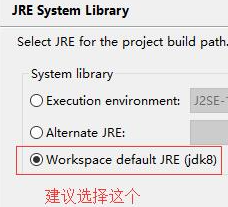 JRE System Library
Select JRE for the project build path.
System library
Execution environment: J2SE-
Alternate JRE:
Workspace default JRE (jdk8)
建议选择这个